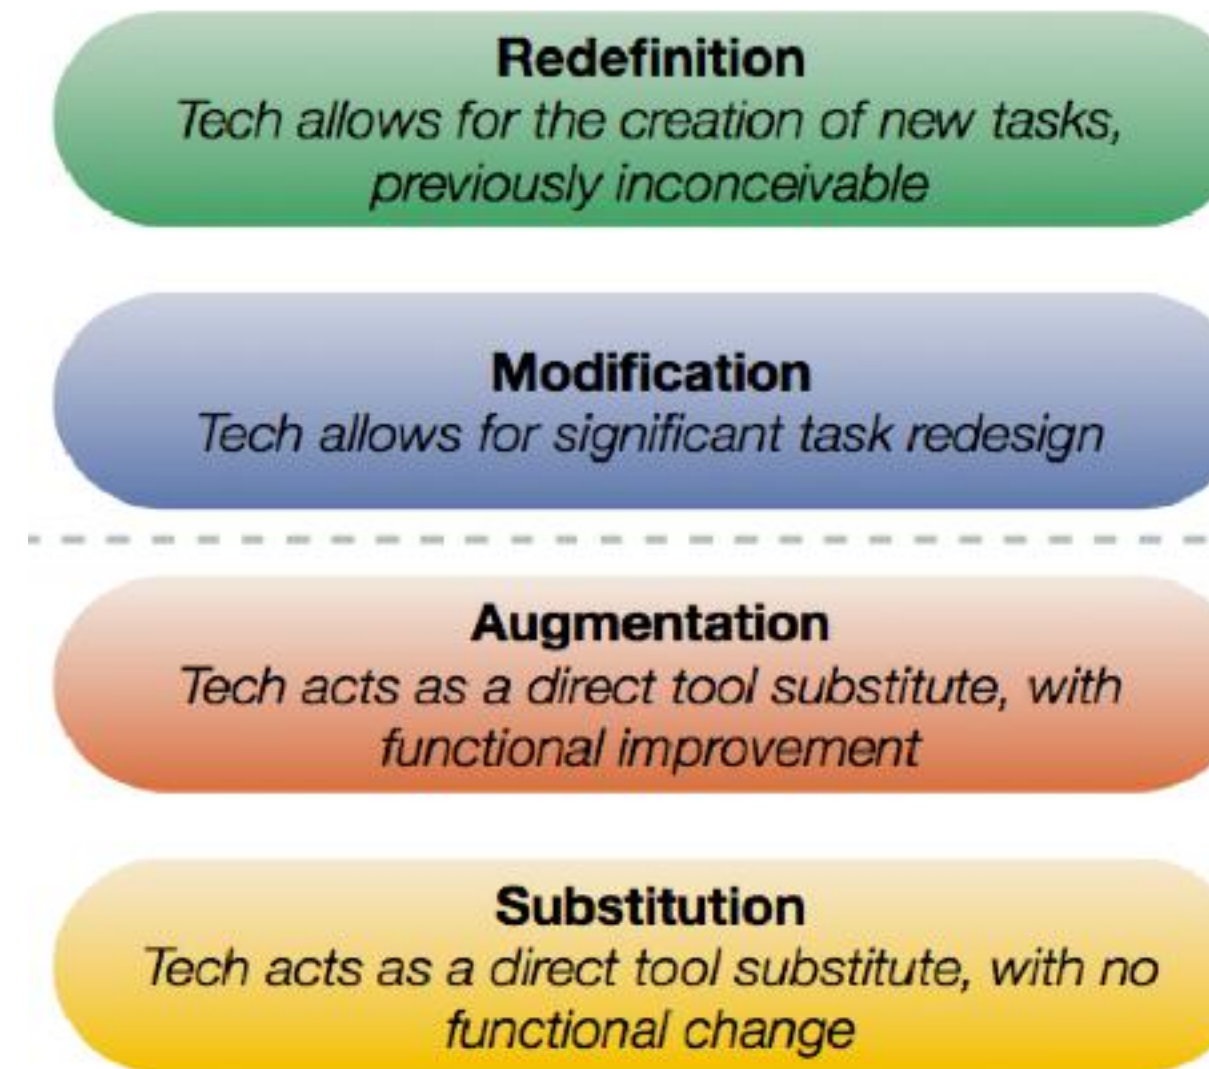 Redefinition
Tech allows for the creation of new tasks,
previously inconceivable
Modification
Tech allows for significant task redesign
Augmentation
Tech acts as a direct tool substitute, with
functional improvement
Substitution
Tech acts as a direct tool substitute, with no
functional change